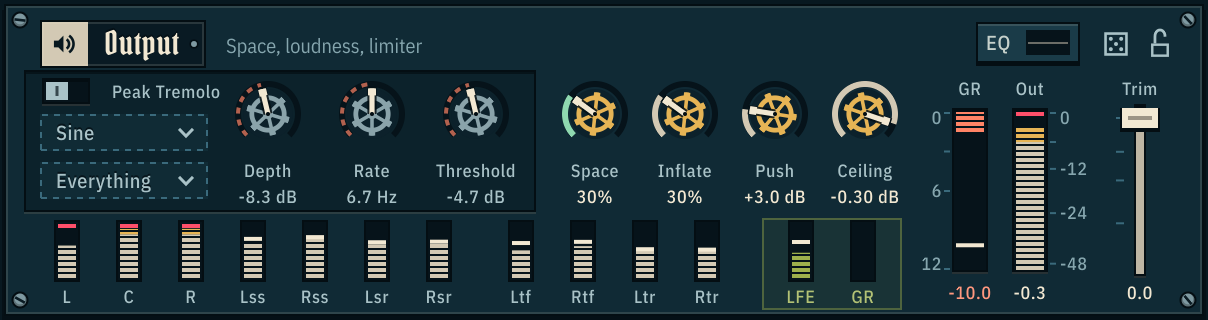 Output
Space, loudness, limiter
EQ
Peak Tremolo
Sine
Everything
Depth
-8.3 dB
Rate
6.7 Hz
Threshold
-4.7 dB
Space
30%
Inflate
30%
Push
+3.0 dB
Ceiling
-0.30 dB
GR
0
6
12
-10.0
Out
0
-12
-24
-48
-0.3
Trim
0.0
L
C
R
Lss
Rss
Lsr
Rsr
Ltf
Rtf
Ltr
Rtr
LFE
GR